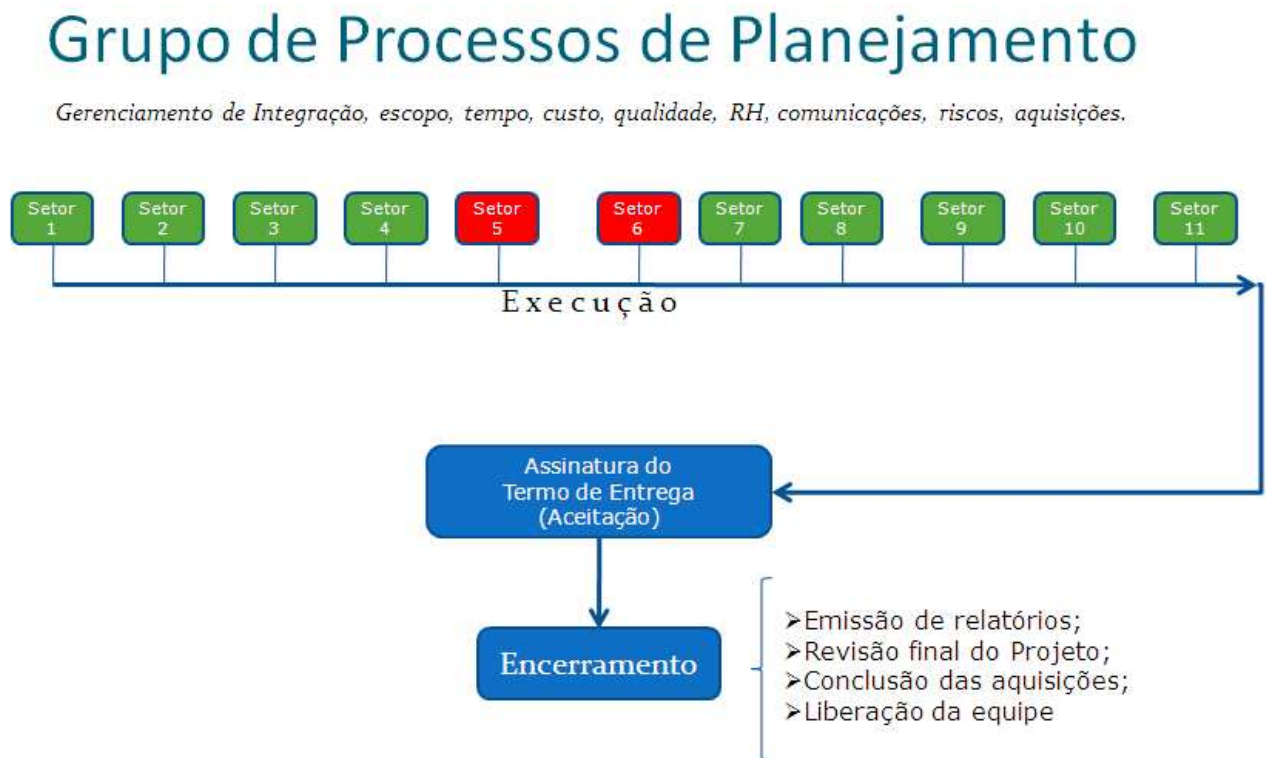 Grupo de Processos de Planejamento
Gerenciamento de Integração, escopo, tempo, custo, qualidade, RH, comunicações, riscos, aquisições.
Setor
1
Setor
2
Setor
3
Setor
4
Setor
5
Setor
6
Setor
7
Setor
8
Setor
9
Setor
10
Setor
11
Execução
Assinatura do
Termo de Entrega
(Aceitação)
Encerramento
➢Emissão de relatórios;
➢Revisão final do Projeto;
➢Conclusão das aquisições;
➢Liberação da equipe